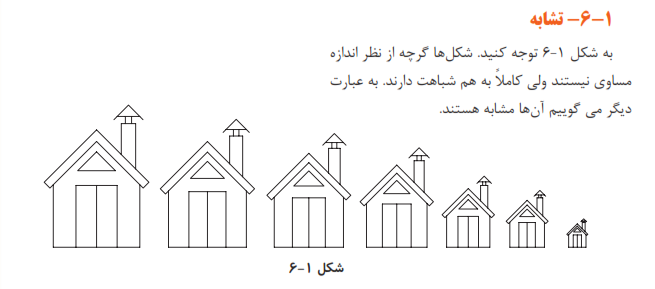 ۱-۶- تشابه
به شکل ۱-۶ توجه کنید. شکل‌ها گرچه از نظر اندازه
مساوی نیستند ولی کاملاً به هم شباهت دارند. به عبارت
دیگر می گوییم آن‌ها مشابه هستند.
شکل ۱-۶